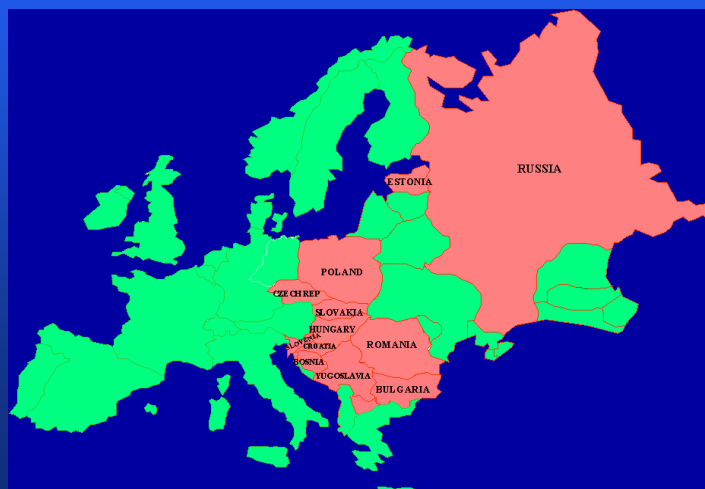 RUSSIA
ESTONIA
POLAND
CZECH REP
SLOVAKIA
HUNGARY
SLOVENIA
CROATIA
ROMANIA
BOSNIA
YUGOSLAVIA
BULGARIA